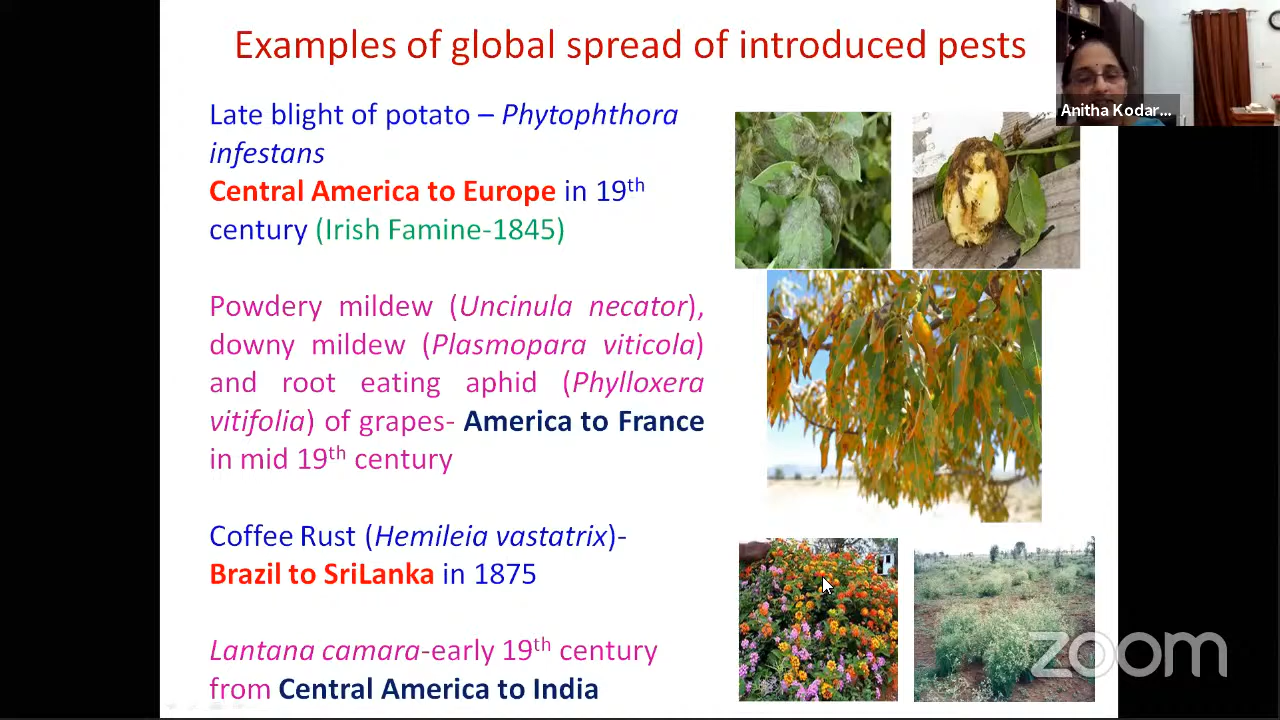 Examples of global spread of introduced pests
Anitha Kodar...
Late blight of potato – Phytophthora
infestans
Central America to Europe in 19th
century (Irish Famine-1845)
Powdery mildew (Uncinula necator),
downy mildew (Plasmopara viticola)
and root eating aphid (Phylloxera
vitifolia) of grapes- America to France
in mid 19th century
Coffee Rust (Hemileia vastatrix)-
Brazil to SriLanka in 1875
Lantana camara-early 19th century
from Central America to India
zoom